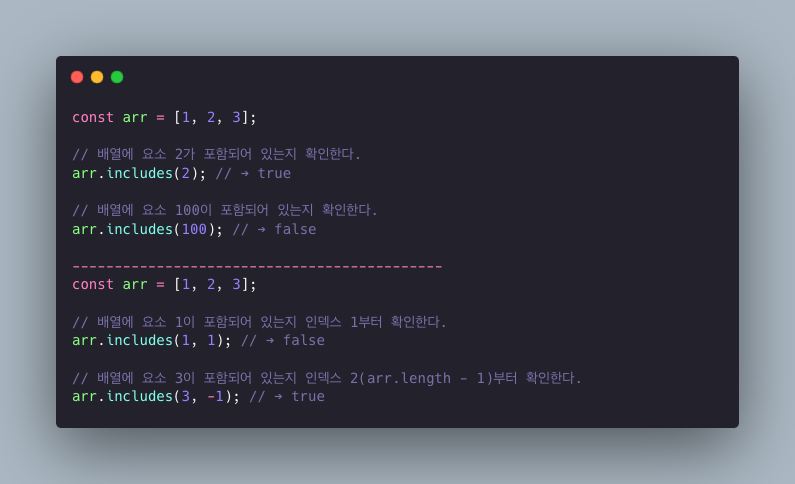 const arr = [1, 2, 3];
// 배열에 요소 2가 포함되어 있는지 확인한다.
arr.includes(2); // → true
// 배열에 요소 100이 포함되어 있는지 확인한다.
arr.includes(100); // → false
--------------------------------------------
const arr = [1, 2, 3];
// 배열에 요소 1이 포함되어 있는지 인덱스 1부터 확인한다.
arr.includes(1, 1); // → false
// 배열에 요소 3이 포함되어 있는지 인덱스 2(arr.length - 1)부터 확인한다.
arr.includes(3, -1); // → true